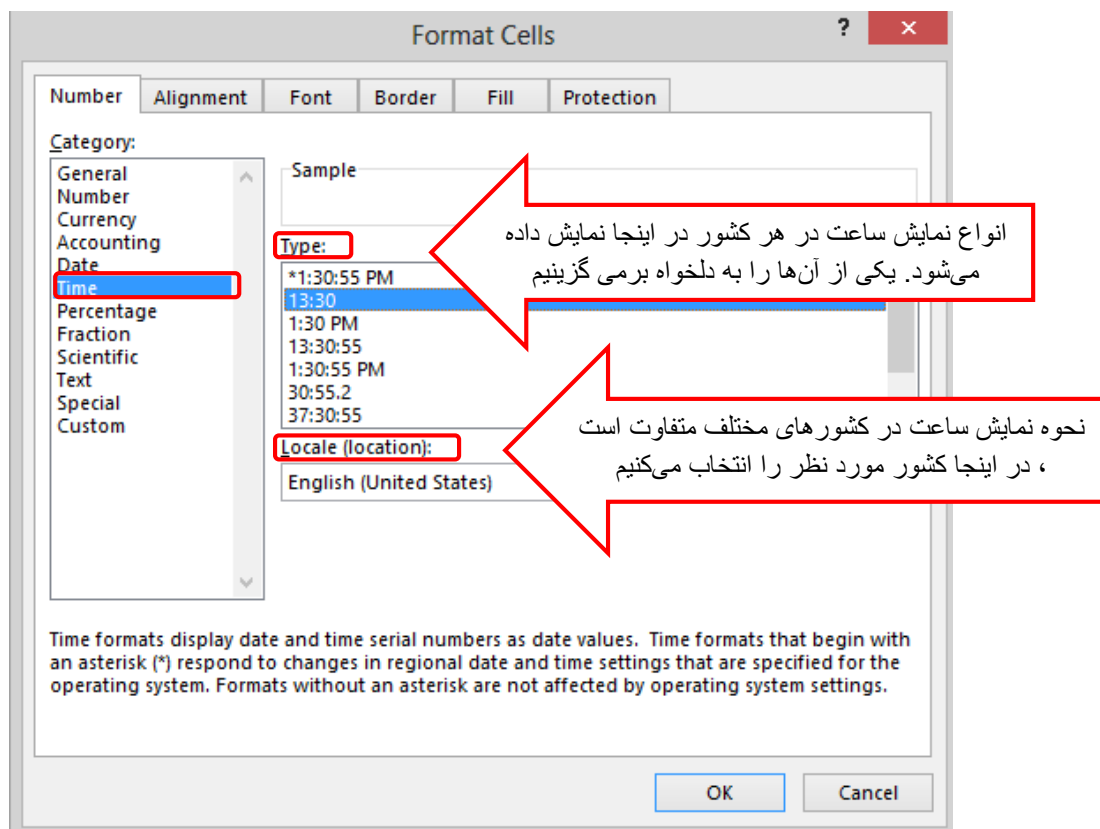 Format Cells
?
×
Number
Alignment
Font
Border
Fill
Protection
Category:
General
Number
Currency
Accounting
Date
Time
Percentage
Fraction
Scientific
Text
Special
Custom
Sample
Type:
*1:30:55 PM
13:30
1:30 PM
13:30:55
1:30:55 PM
30:55.2
37:30:55
انواع نمایش ساعت در هر کشور در اینجا نمایش داده
می‌شود. یکی از آن‌ها را به دلخواه برمی گزینیم
Locale (location):
English (United States)
نحوه نمایش ساعت در کشورهای مختلف متفاوت است
، در اینجا کشور مورد نظر را انتخاب می‌کنیم
Time formats display date and time serial numbers as date values.  Time formats that begin with
an asterisk (*) respond to changes in regional date and time settings that are specified for the
operating system. Formats without an asterisk are not affected by operating system settings.
OK
Cancel